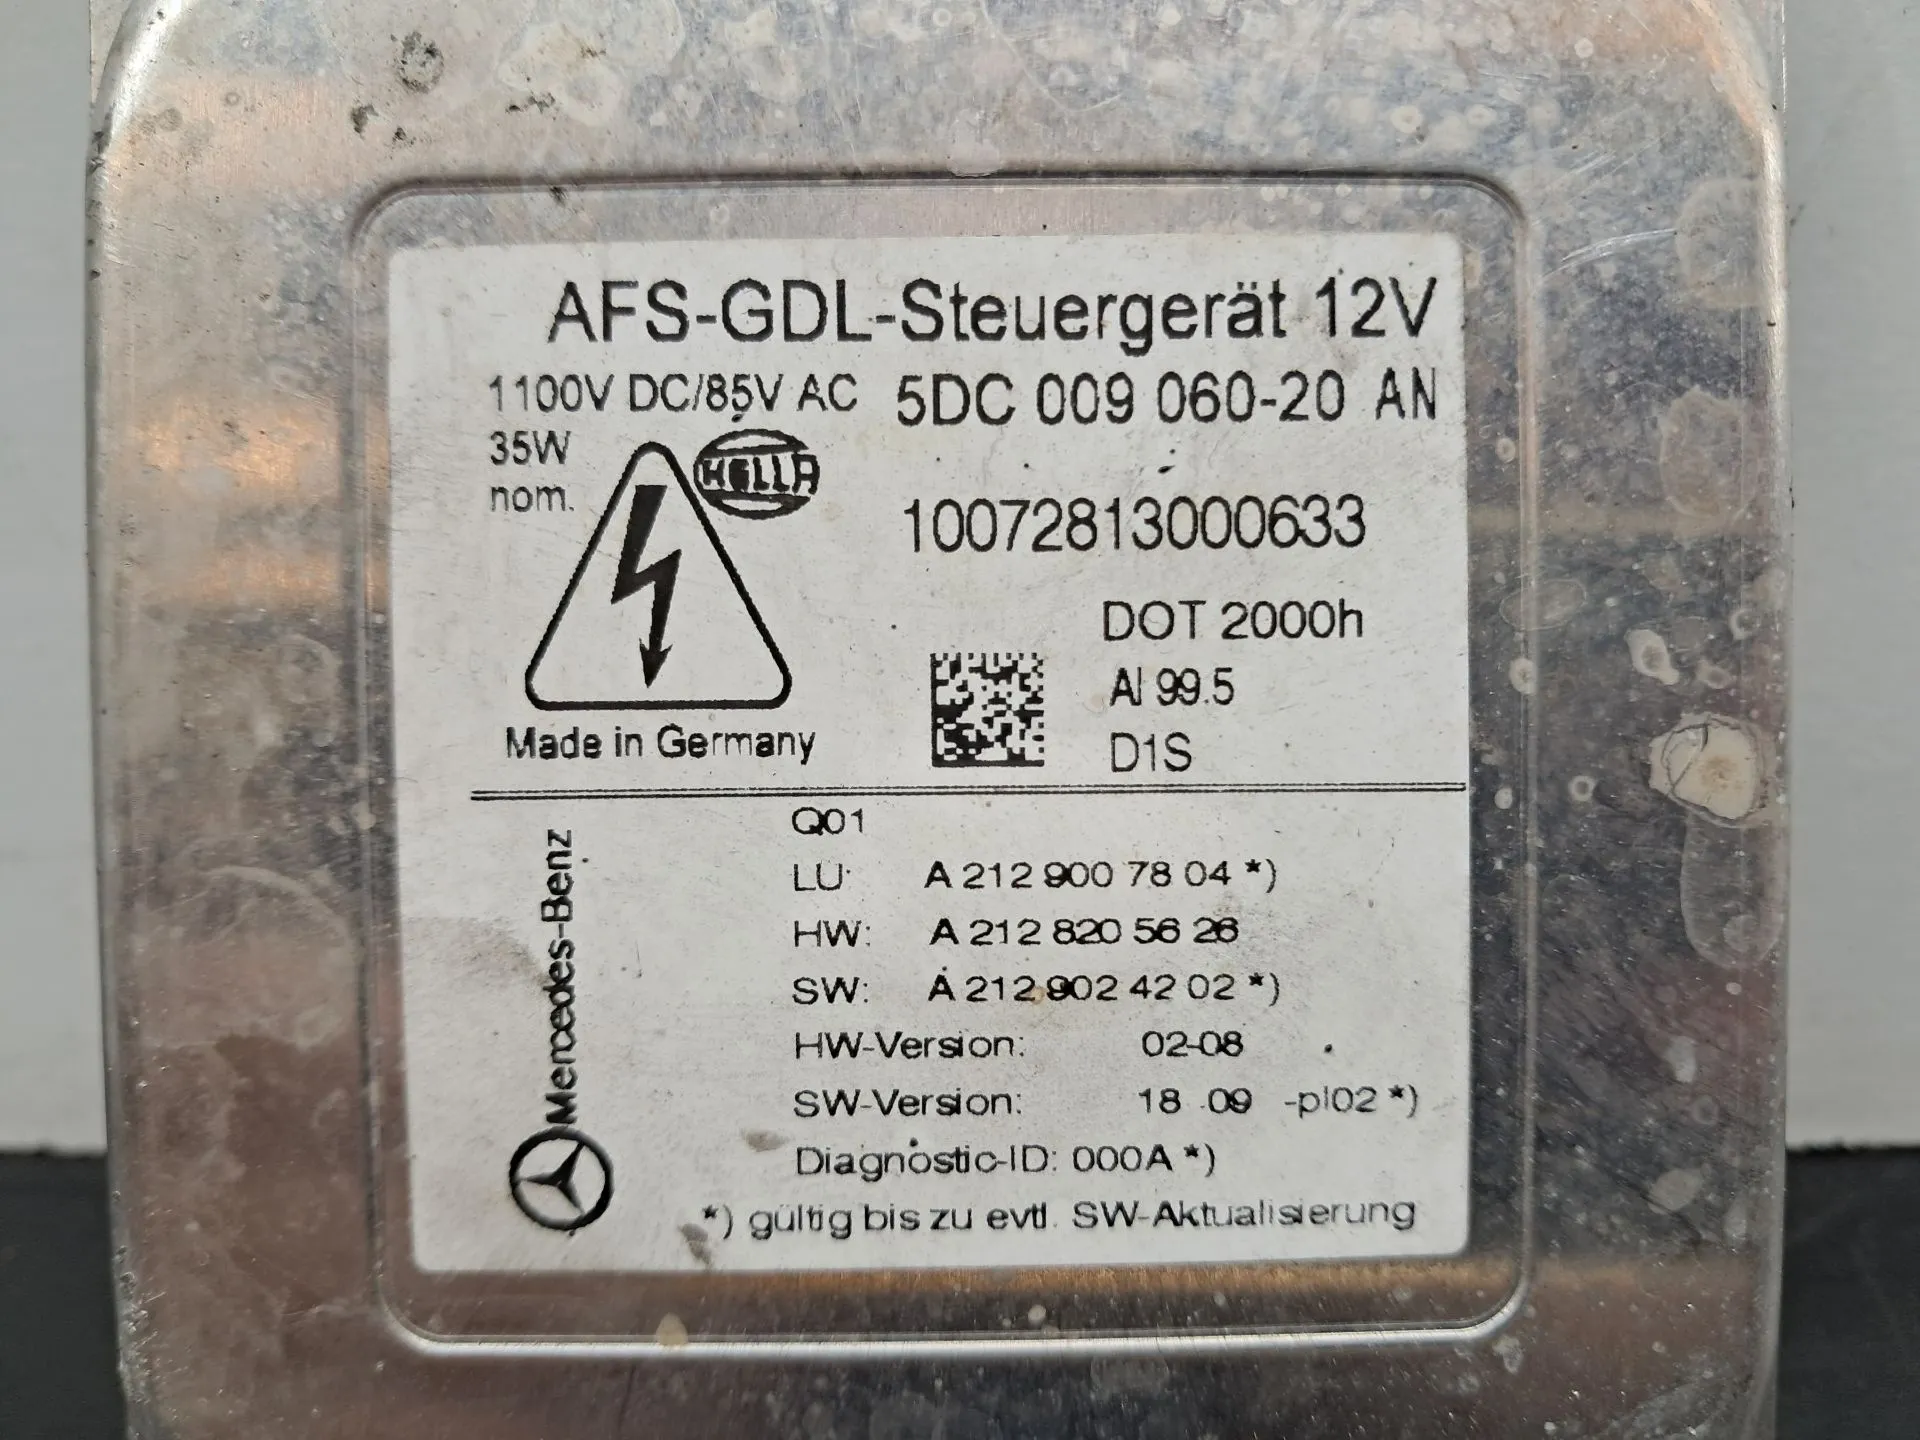 AFS-GDL-Steuergerät 12V
1100V DC/85V AC 5DC 009 060-20 AN
35W
nom.
HELLA
10072813000633
DOT 2000h
Al 99.5
D1S
Made in Germany
Mercedes-Benz
Q01
LU: A 212 900 78 04 *)
HW: A 212 820 56 26
SW: A 212 902 42 02 *)
HW-Version: 02-08
SW-Version: 18 09 -pl02 *)
Diagnostic-ID: 000A *)
*) gültig bis zu evtl. SW-Aktualisierung